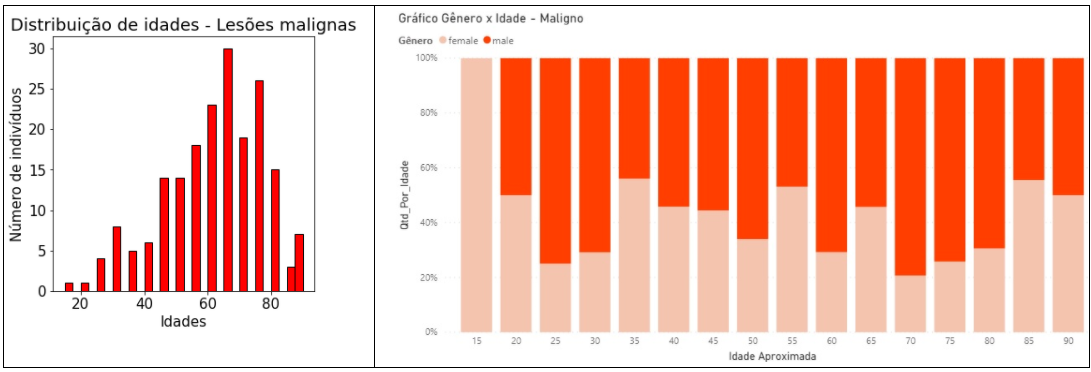 Distribuição de idades - Lesões malignas
30
25
20
15
10
5
0
Número de indivíduos
20 40 60 80
Idades
Gráfico Gênero x Idade - Maligno
Gênero female male
100%
80%
60%
40%
20%
0%
Qtd_Por_Idade
15 20 25 30 35 40 45 50 55 60 65 70 75 80 85 90
Idade Aproximada